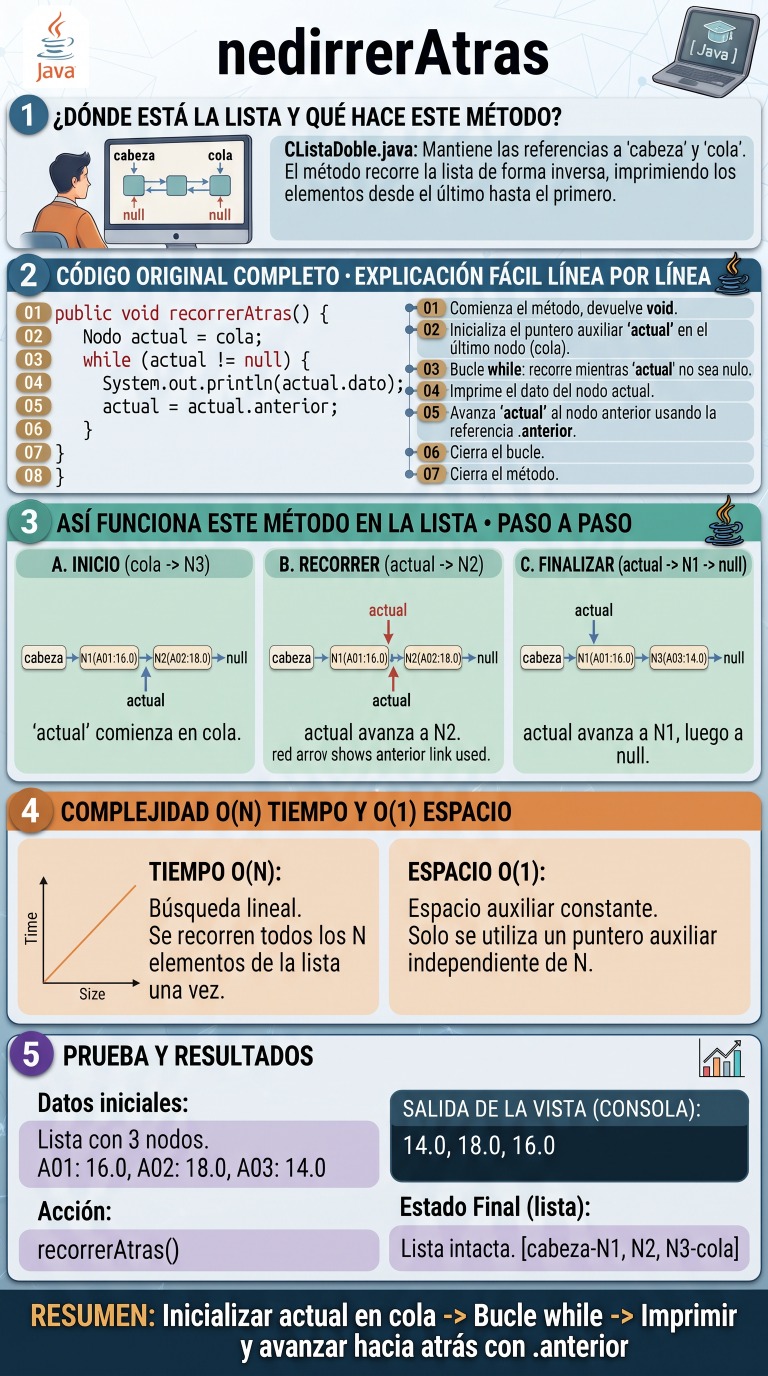 Java
nedirrerAtras
[ Java ]
1 ¿DÓNDE ESTÁ LA LISTA Y QUÉ HACE ESTE MÉTODO?
cabeza
cola
null
null
CListaDoble.java: Mantiene las referencias a 'cabeza' y 'cola'.
El método recorre la lista de forma inversa, imprimiendo los
elementos desde el último hasta el primero.
2 CÓDIGO ORIGINAL COMPLETO · EXPLICACIÓN FÁCIL LÍNEA POR LÍNEA
01 public void recorrerAtras() {
02 Nodo actual = cola;
03 while (actual != null) {
04 System.out.println(actual.dato);
05 actual = actual.anterior;
06 }
07 }
08 }
01 Comienza el método, devuelve void.
02 Inicializa el puntero auxiliar 'actual' en el
último nodo (cola).
03 Bucle while: recorre mientras 'actual' no sea nulo.
04 Imprime el dato del nodo actual.
05 Avanza 'actual' al nodo anterior usando la
referencia .anterior.
06 Cierra el bucle.
07 Cierra el método.
3 ASÍ FUNCIONA ESTE MÉTODO EN LA LISTA • PASO A PASO
A. INICIO (cola -> N3)
cabeza N1(A01:16.0) N2(A02:18.0) null
actual
'actual' comienza en cola.
B. RECORRER (actual -> N2)
actual
cabeza N1(A01:16.0) N2(A02:18.0) null
actual
actual avanza a N2.
red arrov shows anterior link used.
C. FINALIZAR (actual -> N1 -> null)
actual
cabeza N1(A01:16.0) N3(A03:14.0) null
actual avanza a N1, luego a
null.
4 COMPLEJIDAD O(N) TIEMPO Y O(1) ESPACIO
Time
Size
TIEMPO O(N):
Búsqueda lineal.
Se recorren todos los N
elementos de la lista
una vez.
ESPACIO O(1):
Espacio auxiliar constante.
Solo se utiliza un puntero auxiliar
independiente de N.
5 PRUEBA Y RESULTADOS
Datos iniciales:
Lista con 3 nodos.
A01: 16.0, A02: 18.0, A03: 14.0
Acción:
recorrerAtras()
SALIDA DE LA VISTA (CONSOLA):
14.0, 18.0, 16.0
Estado Final (lista):
Lista intacta. [cabeza-N1, N2, N3-cola]
RESUMEN: Inicializar actual en cola -> Bucle while -> Imprimir
y avanzar hacia atrás con .anterior